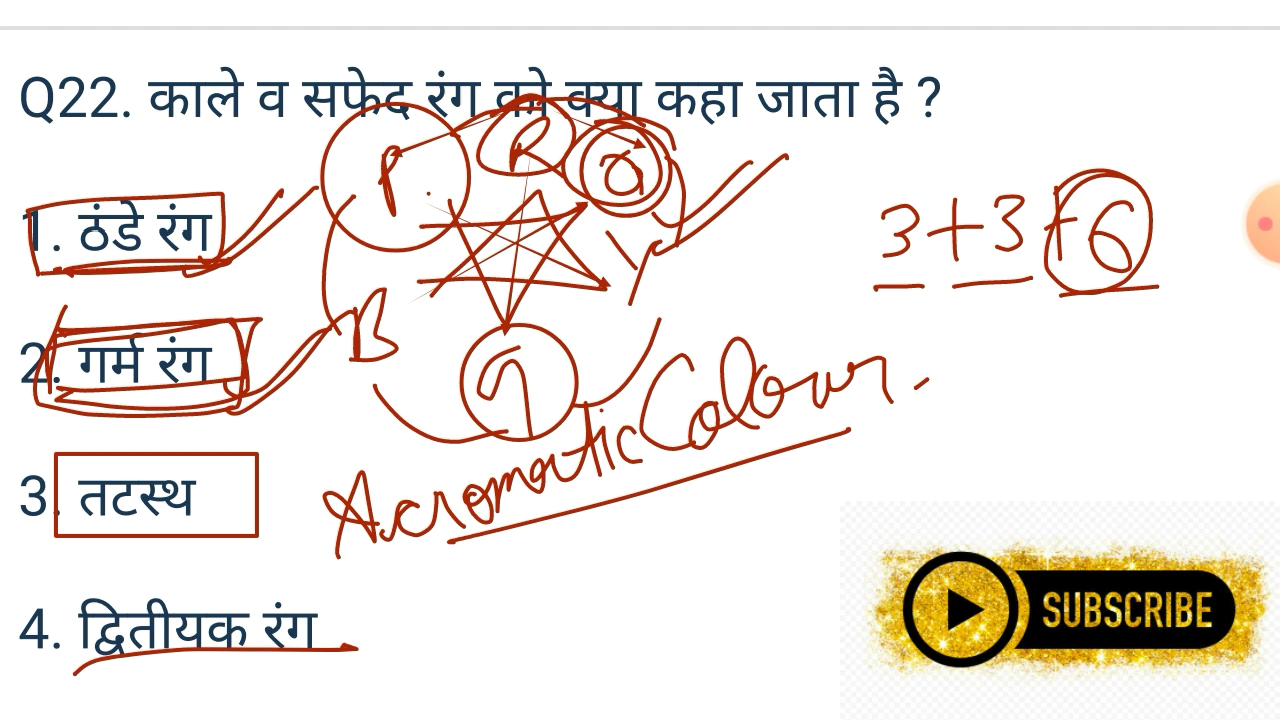 Q22. काले व सफेद रंग को क्या कहा जाता है ?
P R O
1. ठंडे रंग
3+3+6
Y
B
2. गर्म रंग
G
Acromatic Colour.
3. तटस्थ
4. द्वितीयक रंग
SUBSCRIBE